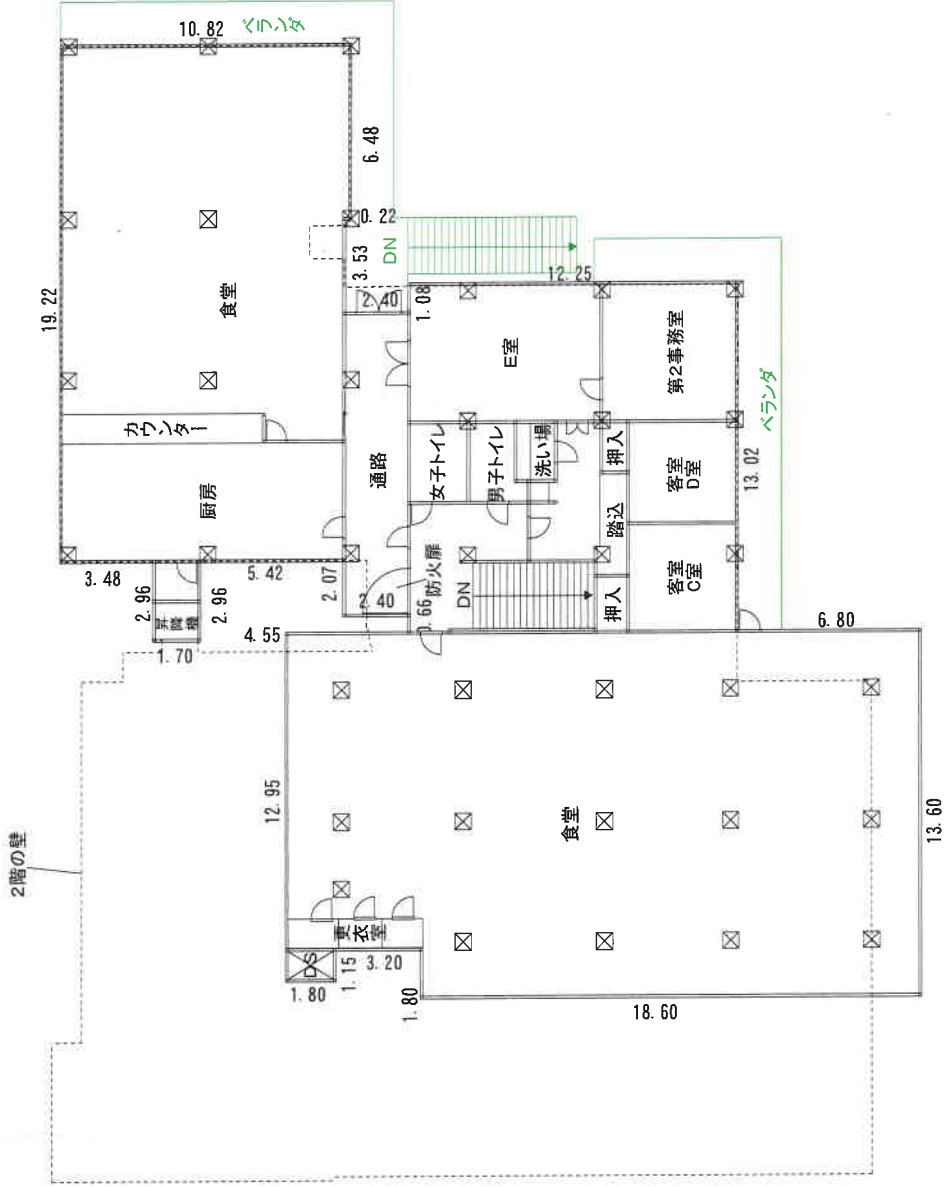 10.82
ベランダ
19.22
食堂
6.48
0.22
3.53
DN
2.40
12.25
1.08
カウンター
厨房
通路
E室
第2事務室
女子トイレ
男子トイレ
洗い場
押入
踏込
押入
客室
D室
客室
C室
ベランダ
13.02
3.48
5.42
2.07
2.96
2.96
昇降機
1.70
2.40
防火扉
DN
4.55
6.80
2階の壁
12.95
食堂
13.60
更衣室
DS
1.80
1.15
3.20
1.80
18.60